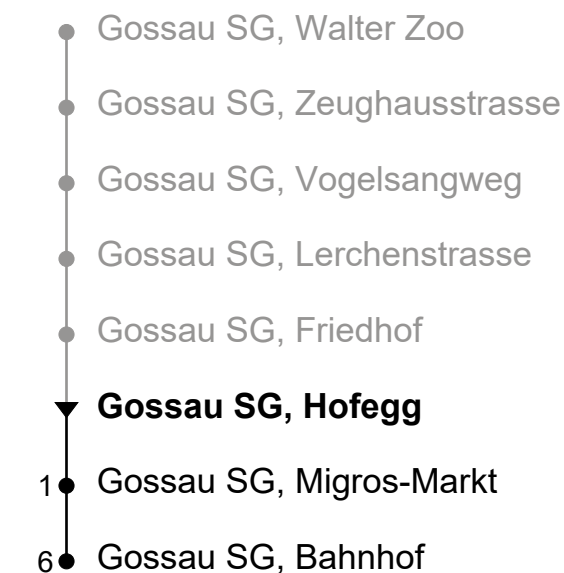 Gossau SG, Walter Zoo
Gossau SG, Zeughausstrasse
Gossau SG, Vogelsangweg
Gossau SG, Lerchenstrasse
Gossau SG, Friedhof
Gossau SG, Hofegg
1 Gossau SG, Migros-Markt
6 Gossau SG, Bahnhof